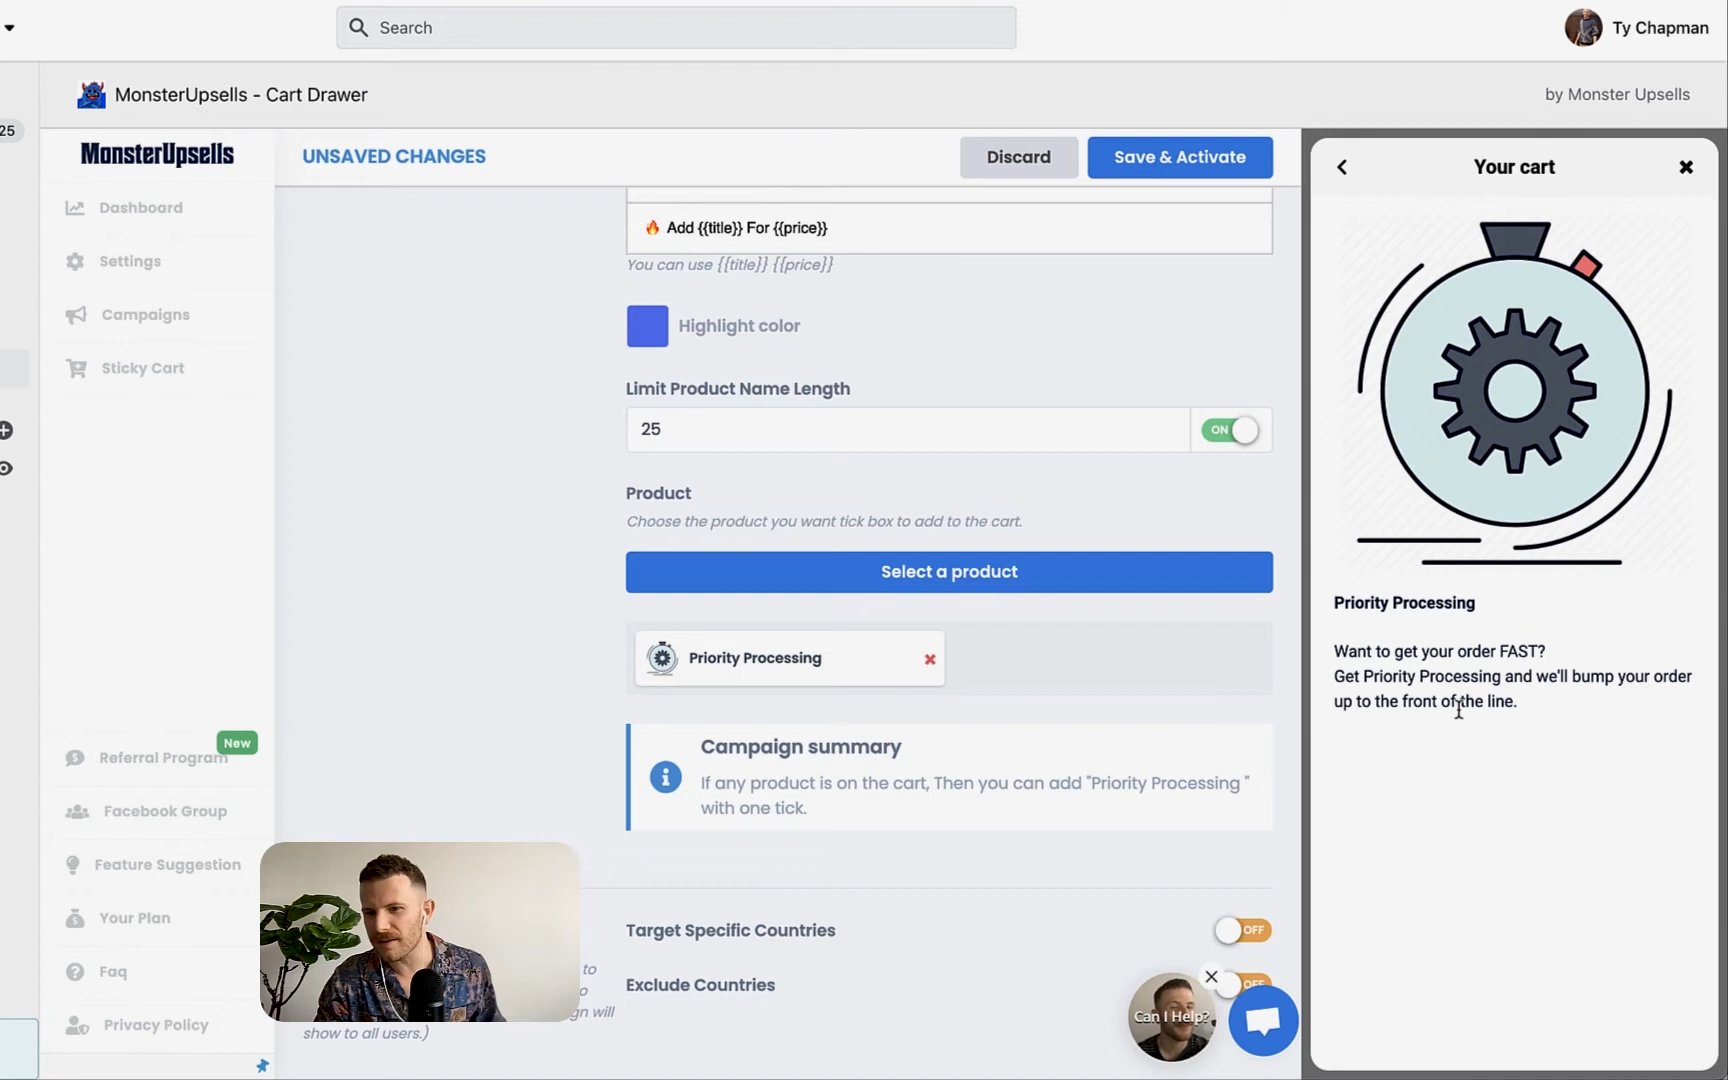 Search
Ty Chapman
MonsterUpsells - Cart Drawer
by Monster Upsells
25
MonsterUpsells
UNSAVED CHANGES
Discard
Save & Activate
Your cart
Dashboard
Settings
Campaigns
Sticky Cart
🔥 Add {{title}} For {{price}}
You can use {{title}} {{price}}
Highlight color
Limit Product Name Length
25
ON
Product
Choose the product you want tick box to add to the cart.
Select a product
Priority Processing
Campaign summary
If any product is on the cart, Then you can add "Priority Processing "
with one tick.
Priority Processing
Want to get your order FAST?
Get Priority Processing and we'll bump your order
up to the front of the line.
New
Referral Program
Facebook Group
Feature Suggestion
Your Plan
Faq
Privacy Policy
Target Specific Countries
OFF
Exclude Countries
OFF
to
o
gn will
show to all users.)
Can I Help?